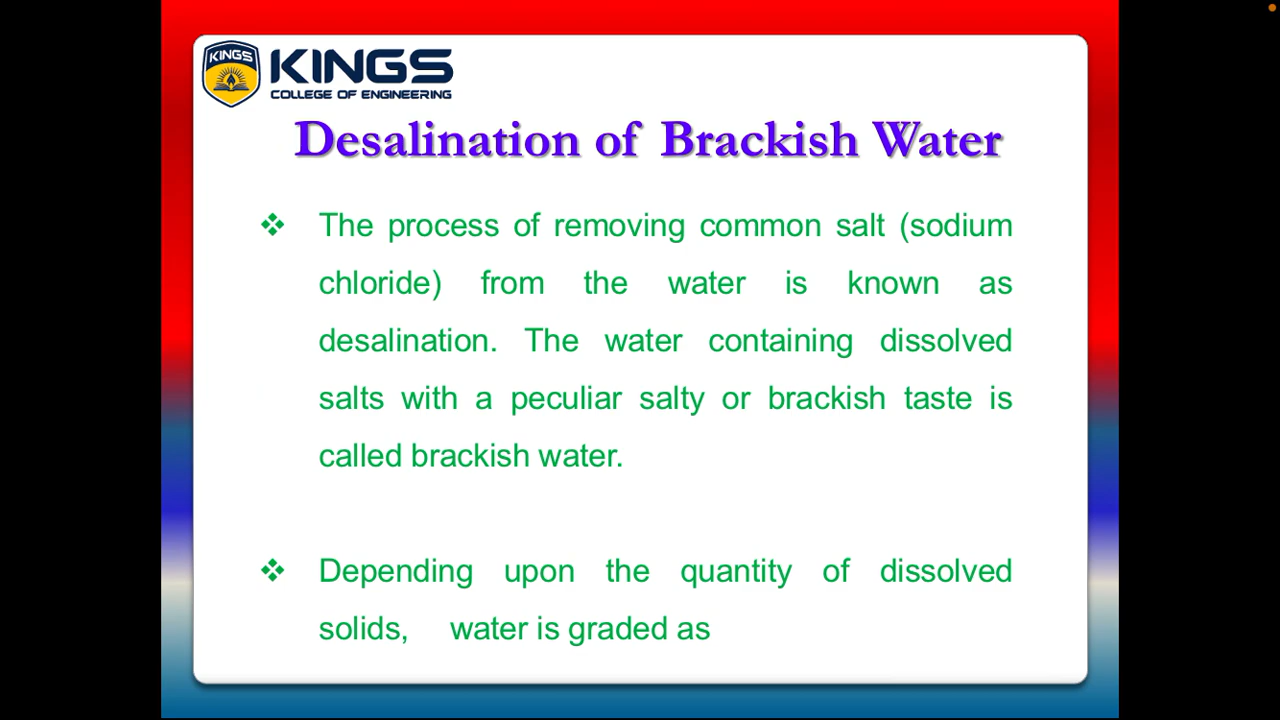 KINGS
KINGS
COLLEGE OF ENGINEERING
Desalination of Brackish Water
❖ The process of removing common salt (sodium
chloride) from the water is known as
desalination. The water containing dissolved
salts with a peculiar salty or brackish taste is
called brackish water.
❖ Depending upon the quantity of dissolved
solids, water is graded as